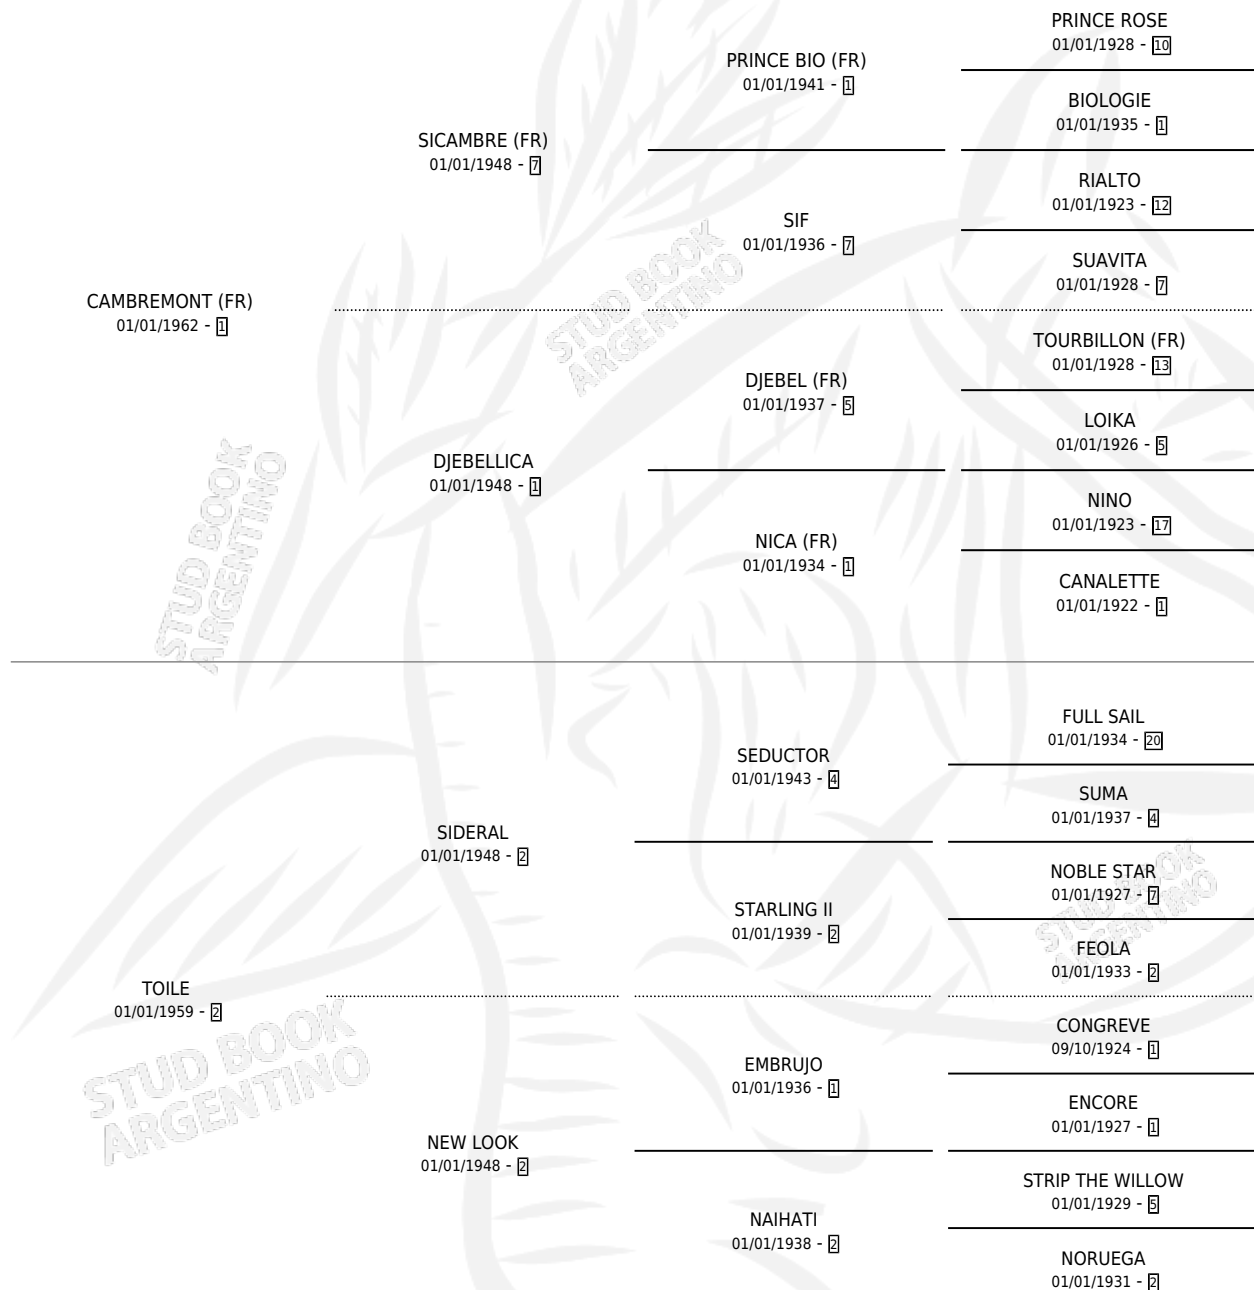 PRINCE ROSE
01/01/1928 - 10
PRINCE BIO (FR)
01/01/1941 - 1
BIOLOGIE
01/01/1935 - 1
SICAMBRE (FR)
01/01/1948 - 7
RIALTO
01/01/1923 - 12
SIF
01/01/1936 - 7
SUAVITA
01/01/1928 - 7
CAMBREMONT (FR)
01/01/1962 - 1
STUD BOOK
ARGENTINO
TOURBILLON (FR)
01/01/1928 - 13
DJEBEL (FR)
01/01/1937 - 5
LOIKA
01/01/1926 - 5
DJEBELLICA
01/01/1948 - 1
NINO
01/01/1923 - 17
NICA (FR)
01/01/1934 - 1
CANALETTE
01/01/1922 - 1
STUD BOOK
ARGENTINO
FULL SAIL
01/01/1934 - 20
SEDUCTOR
01/01/1943 - 4
SUMA
01/01/1937 - 4
SIDERAL
01/01/1948 - 2
NOBLE STAR
01/01/1927 - 7
STARLING II
01/01/1939 - 2
STUD BOOK
ARGENTINO
FEOLA
01/01/1933 - 2
TOILE
01/01/1959 - 2
STUD BOOK
ARGENTINO
CONGREVE
09/10/1924 - 1
EMBRUJO
01/01/1936 - 1
ENCORE
01/01/1927 - 1
NEW LOOK
01/01/1948 - 2
STRIP THE WILLOW
01/01/1929 - 5
NAIHATI
01/01/1938 - 2
NORUEGA
01/01/1931 - 2